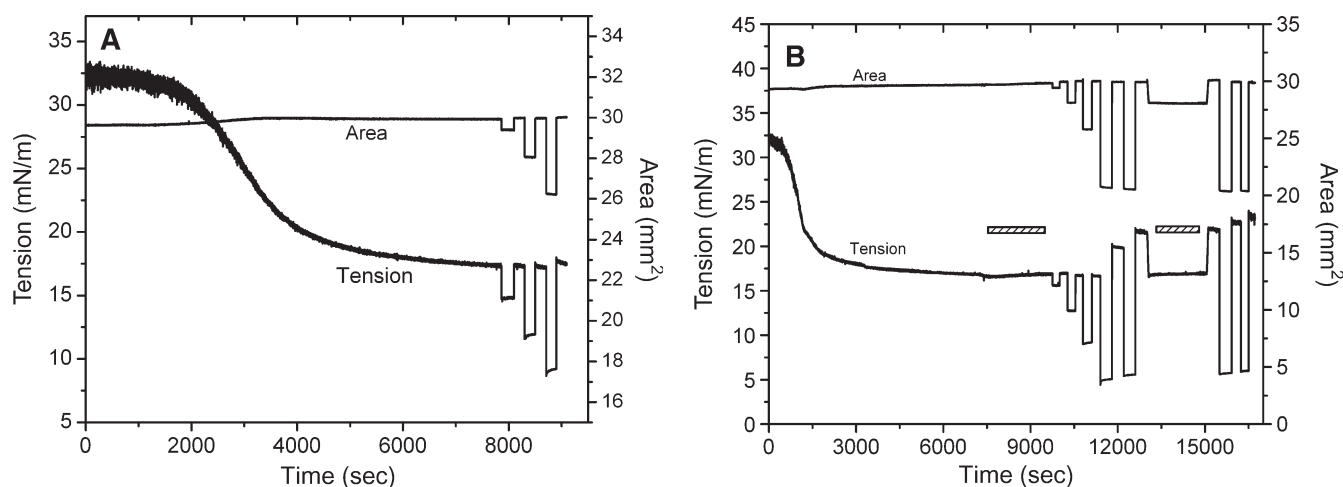 A
35
30
25
20
15
10
5
Tension (mN/m)
34
32
30
28
26
24
22
20
18
16
Area (mm²)
Area
Tension
0 2000 4000 6000 8000
Time (sec)
B
45
40
35
30
25
20
15
10
5
0
Tension (mN/m)
35
30
25
20
15
10
5
0
Area (mm²)
Area
Tension
0 3000 6000 9000 12000 15000
Time (sec)